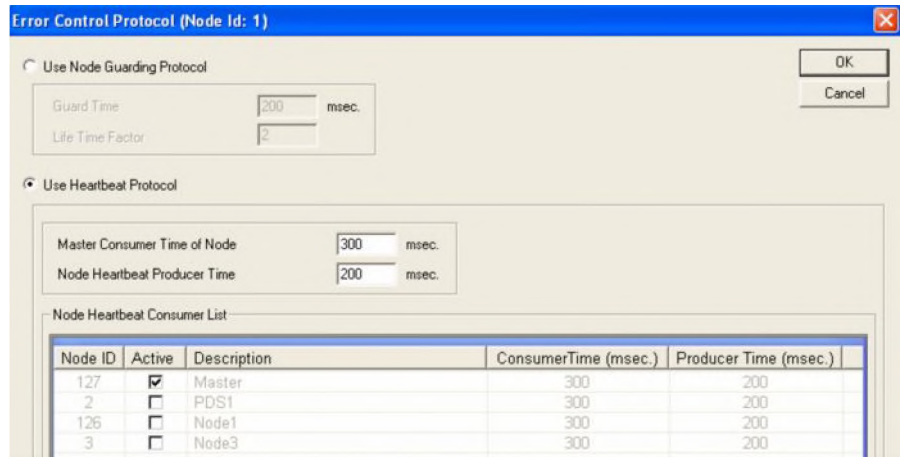 Error Control Protocol (Node Id: 1)
OK
Use Node Guarding Protocol
Cancel
Guard Time 200 msec.
Life Time Factor 2
Use Heartbeat Protocol
Master Consumer Time of Node 300 msec.
Node Heartbeat Producer Time 200 msec.
Node Heartbeat Consumer List
Node ID Active Description ConsumerTime (msec.) Producer Time (msec.)
127 Master 300 200
2 PDS1 300 200
126 Node1 300 200
3 Node3 300 200